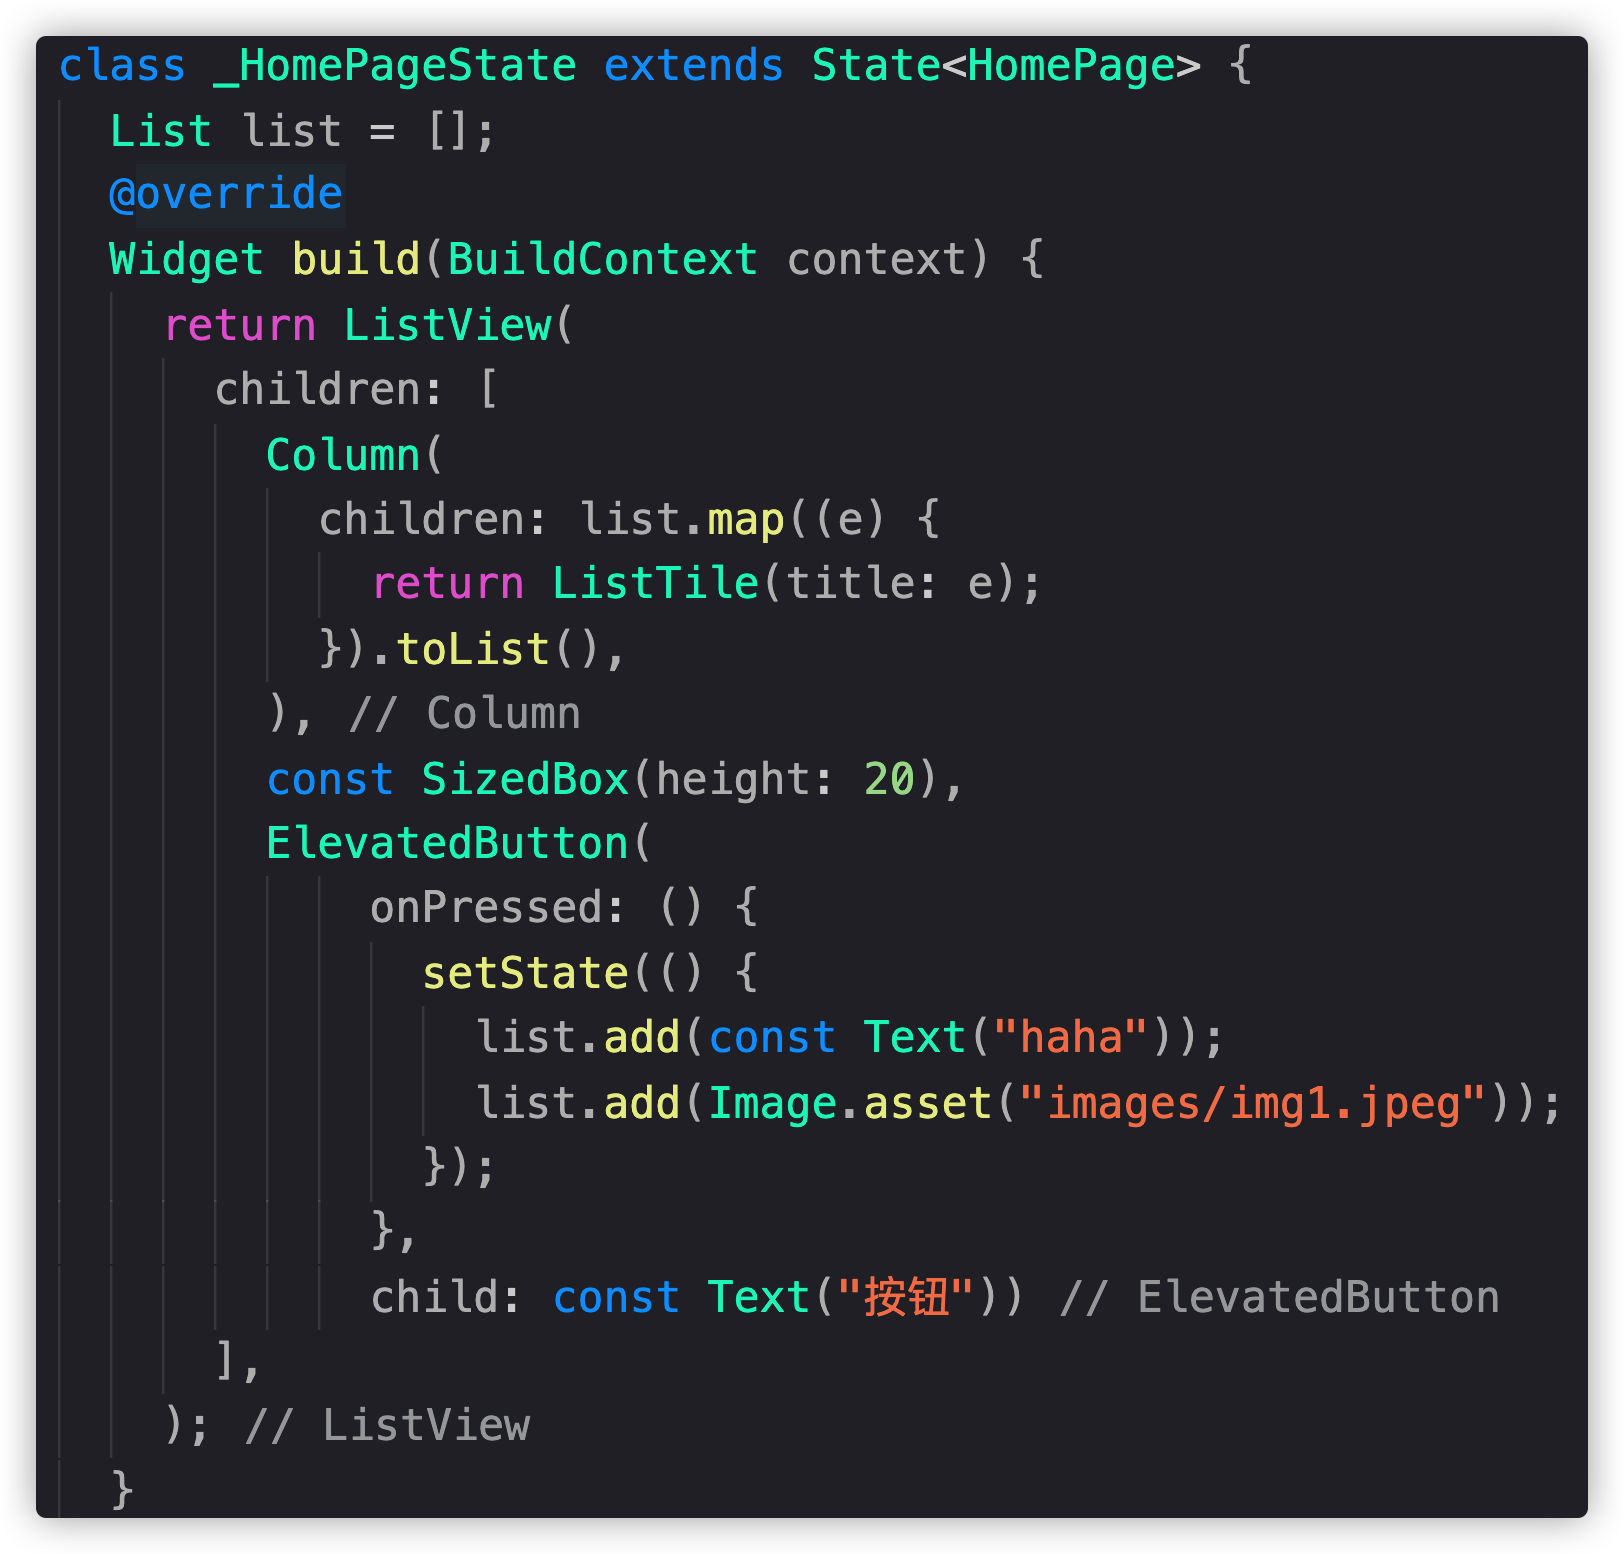 class _HomePageState extends State<HomePage> {
  List list = [];
  @override
  Widget build(BuildContext context) {
    return ListView(
      children: [
        Column(
          children: list.map((e) {
            return ListTile(title: e);
          }).toList(),
        ), // Column
        const SizedBox(height: 20),
        ElevatedButton(
            onPressed: () {
              setState(() {
                list.add(const Text("haha"));
                list.add(Image.asset("images/img1.jpeg"));
              });
            },
            child: const Text("按钮")) // ElevatedButton
      ],
    ); // ListView
  }